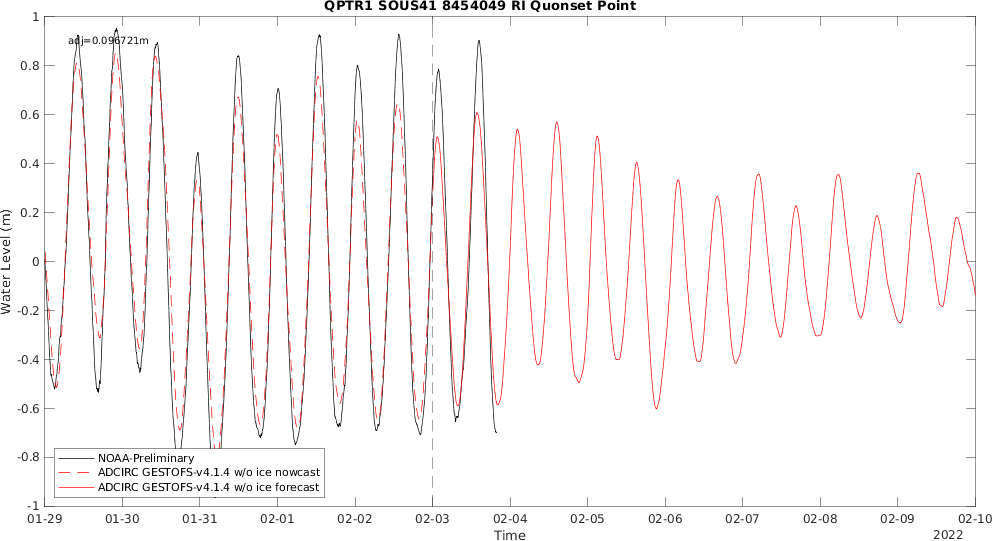 QPTR1 SOUS41 8454049 RI Quonset Point
adj=0.096721m
Water Level (m)
1
0.8
0.6
0.4
0.2
0
-0.2
-0.4
-0.6
-0.8
-1
NOAA-Preliminary
ADCIRC GESTOFS-v4.1.4 w/o ice nowcast
ADCIRC GESTOFS-v4.1.4 w/o ice forecast
01-29 01-30 01-31 02-01 02-02 02-03 02-04 02-05 02-06 02-07 02-08 02-09 02-10
Time
2022